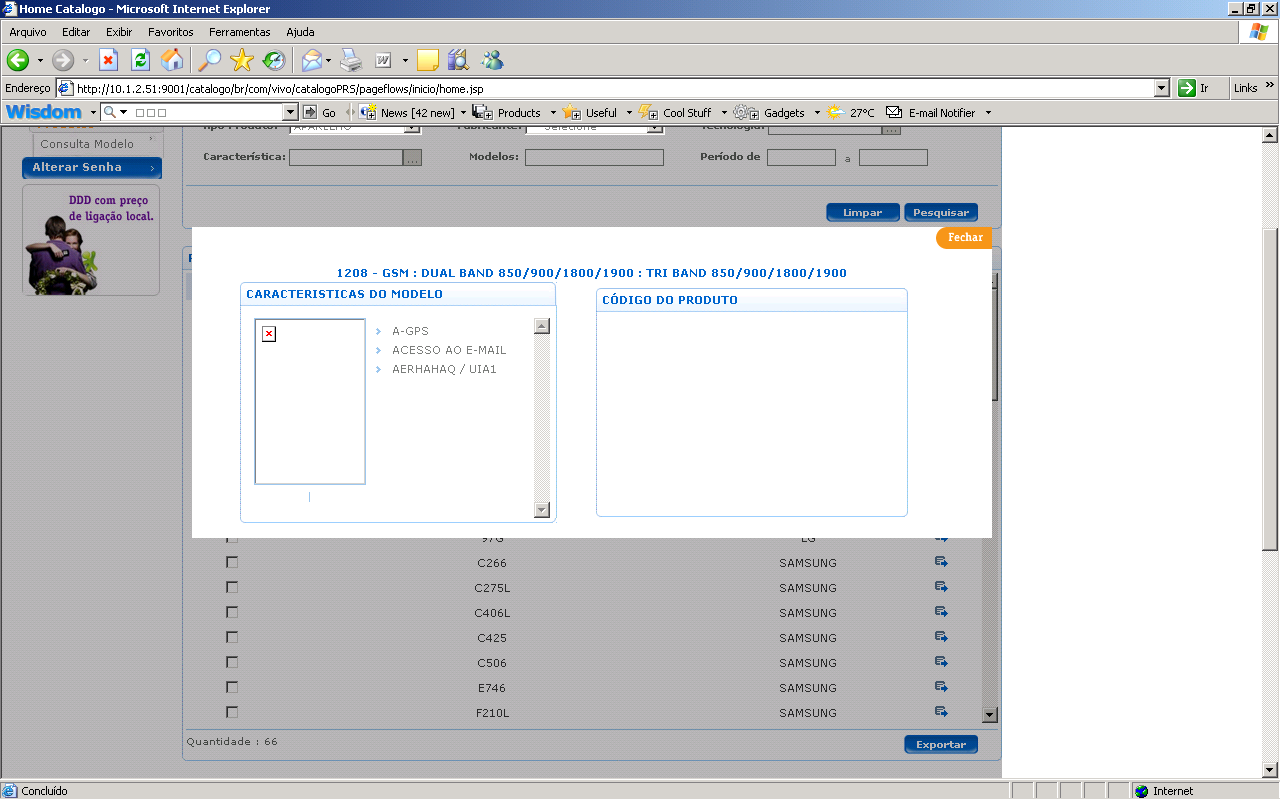 Home Catalogo - Microsoft Internet Explorer
Arquivo Editar Exibir Favoritos Ferramentas Ajuda
Endereço http://10.1.2.51:9001/catalogo/br/com/vivo/catalogoPRS/pageflows/inicio/home.jsp Ir Links »
Wisdom Go News [42 new] Products Useful Cool Stuff Gadgets 27°C E-mail Notifier
Tipo Produto: APARELHO Fabricante: Selecione Tecnologia: ...
Consulta Modelo
Característica: ... Modelos: Período de a
Alterar Senha
DDD com preço
de ligação local.
Limpar Pesquisar
Fechar
1208 - GSM : DUAL BAND 850/900/1800/1900 : TRI BAND 850/900/1800/1900
CARACTERISTICAS DO MODELO
A-GPS
ACESSO AO E-MAIL
AERHAHAQ / UIA1
CÓDIGO DO PRODUTO
97G LG
C266 SAMSUNG
C275L SAMSUNG
C406L SAMSUNG
C425 SAMSUNG
C506 SAMSUNG
E746 SAMSUNG
F210L SAMSUNG
Quantidade : 66
Exportar
Concluído Internet